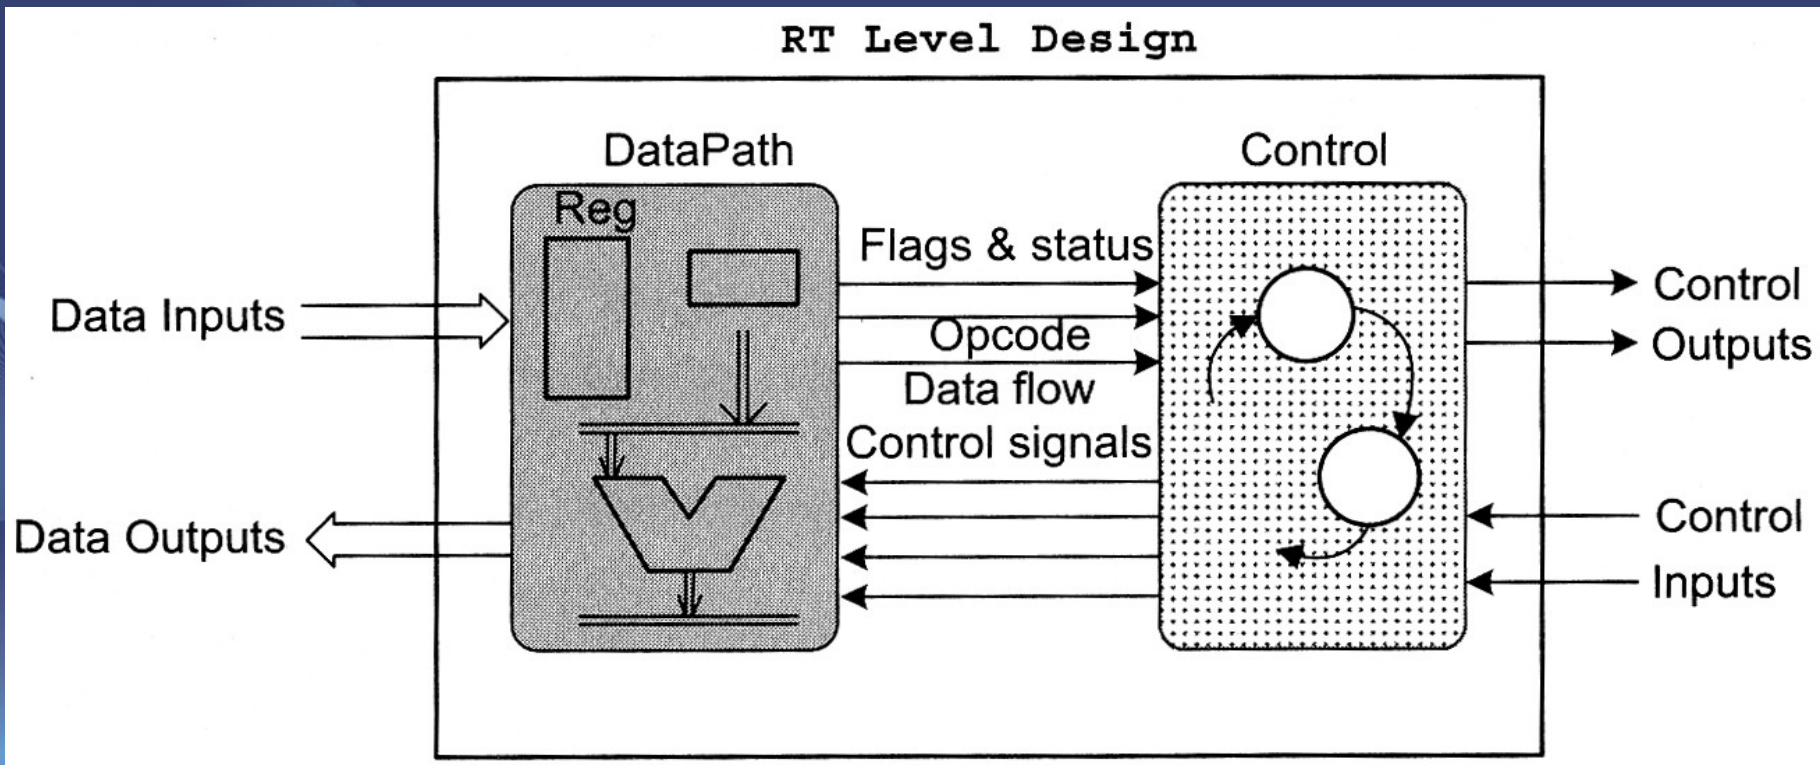 RT Level Design
DataPath
Control
Reg
Flags & status
Opcode
Data flow
Control signals
Data Inputs
Data Outputs
Control
Outputs
Control
Inputs